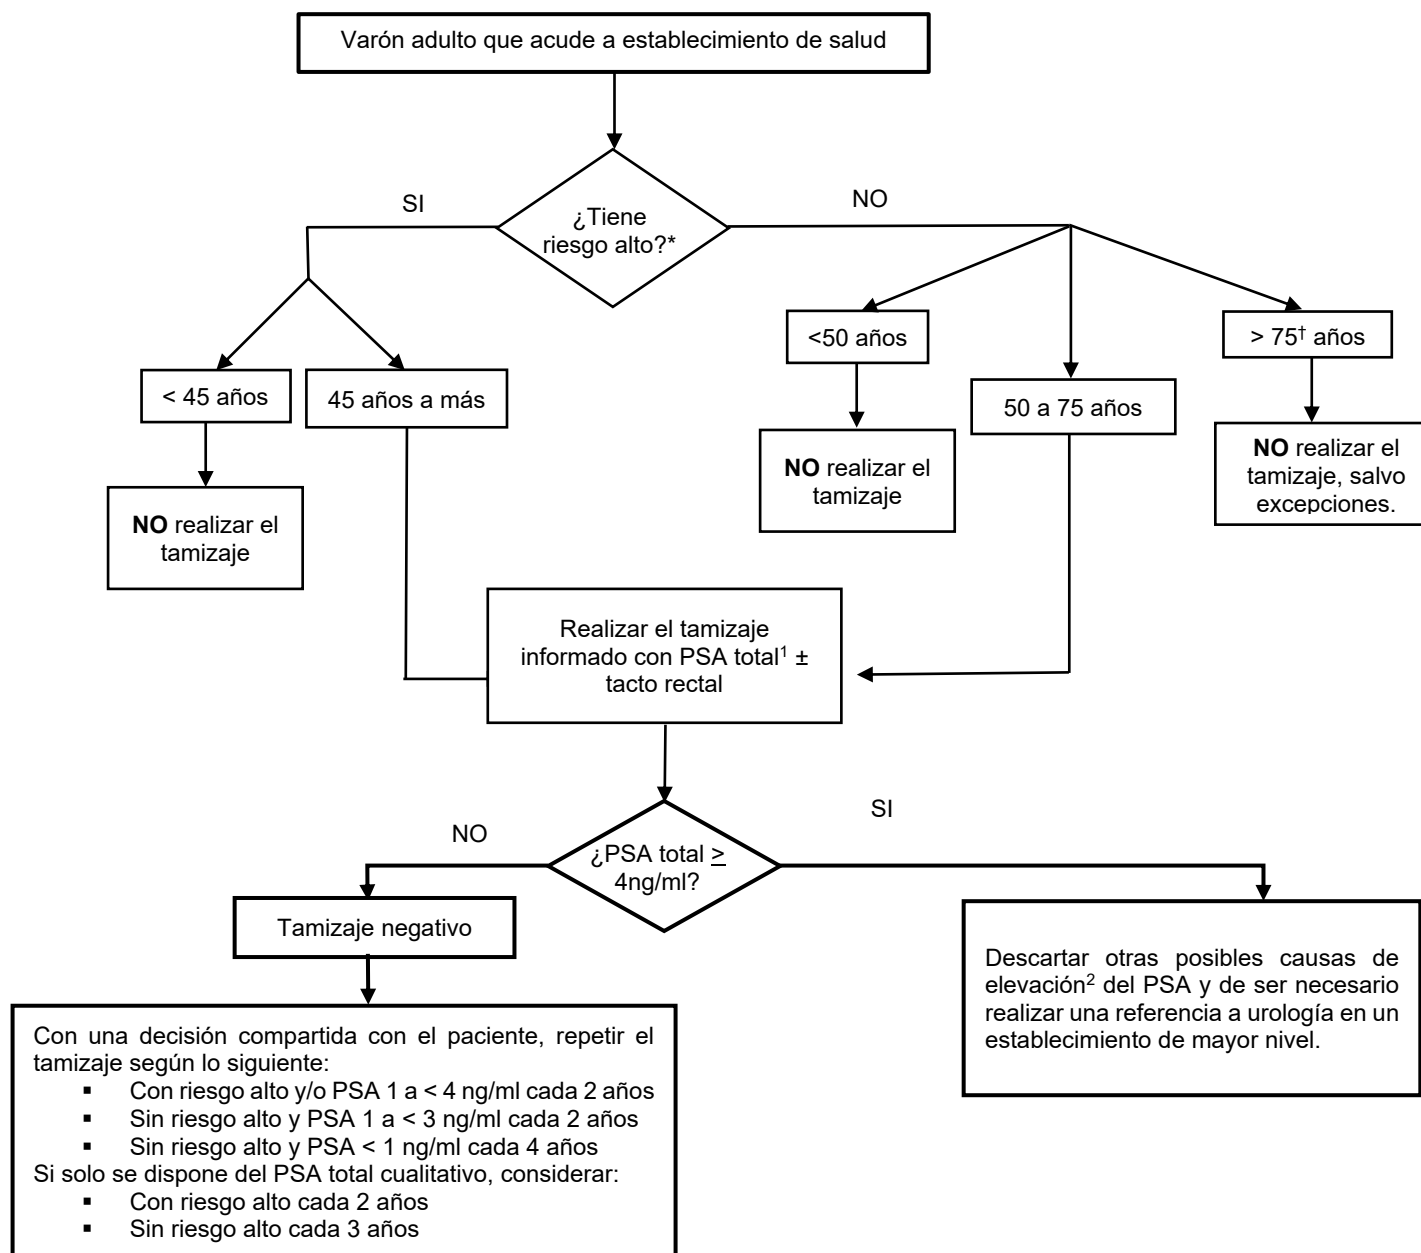 Varón adulto que acude a establecimiento de salud
SI
NO
¿Tiene
riesgo alto?*
< 45 años
45 años a más
<50 años
50 a 75 años
> 75† años
NO realizar el
tamizaje
NO realizar el
tamizaje
NO realizar el
tamizaje, salvo
excepciones.
Realizar el tamizaje
informado con PSA total¹ ±
tacto rectal
NO
SI
¿PSA total ≥
4ng/ml?
Tamizaje negativo
Descartar otras posibles causas de
elevación² del PSA y de ser necesario
realizar una referencia a urología en un
establecimiento de mayor nivel.
Con una decisión compartida con el paciente, repetir el
tamizaje según lo siguiente:
▪ Con riesgo alto y/o PSA 1 a < 4 ng/ml cada 2 años
▪ Sin riesgo alto y PSA 1 a < 3 ng/ml cada 2 años
▪ Sin riesgo alto y PSA < 1 ng/ml cada 4 años
Si solo se dispone del PSA total cualitativo, considerar:
▪ Con riesgo alto cada 2 años
▪ Sin riesgo alto cada 3 años